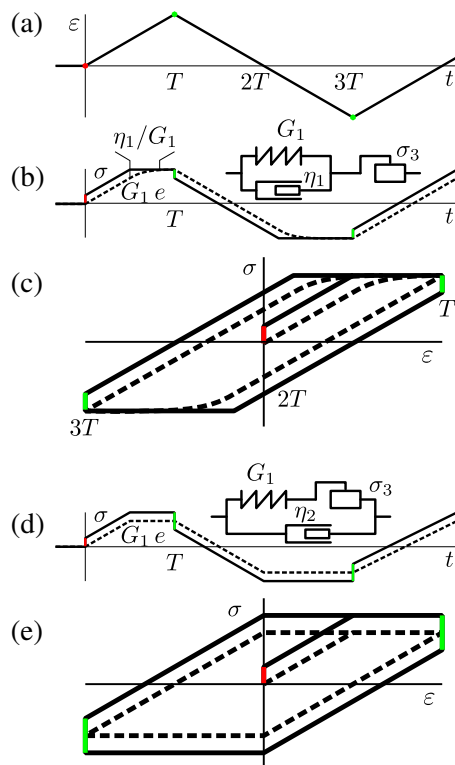 (a) ε
T 2T 3T t
η₁/G₁ G₁
(b) σ η₁ σ₃
G₁ e T t
(c) σ
T
ε
3T 2T
G₁ σ₃
(d) σ η₂
G₁ e T t
(e) σ
ε